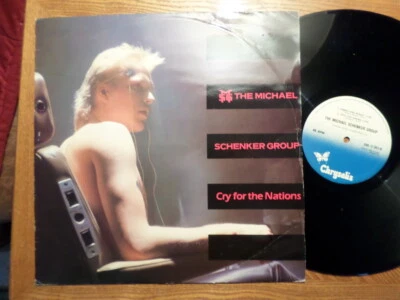 THE MICHAEL
SCHENKER GROUP
Cry for the Nations
THE MICHAEL SCHENKER GROUP
Chrysalis